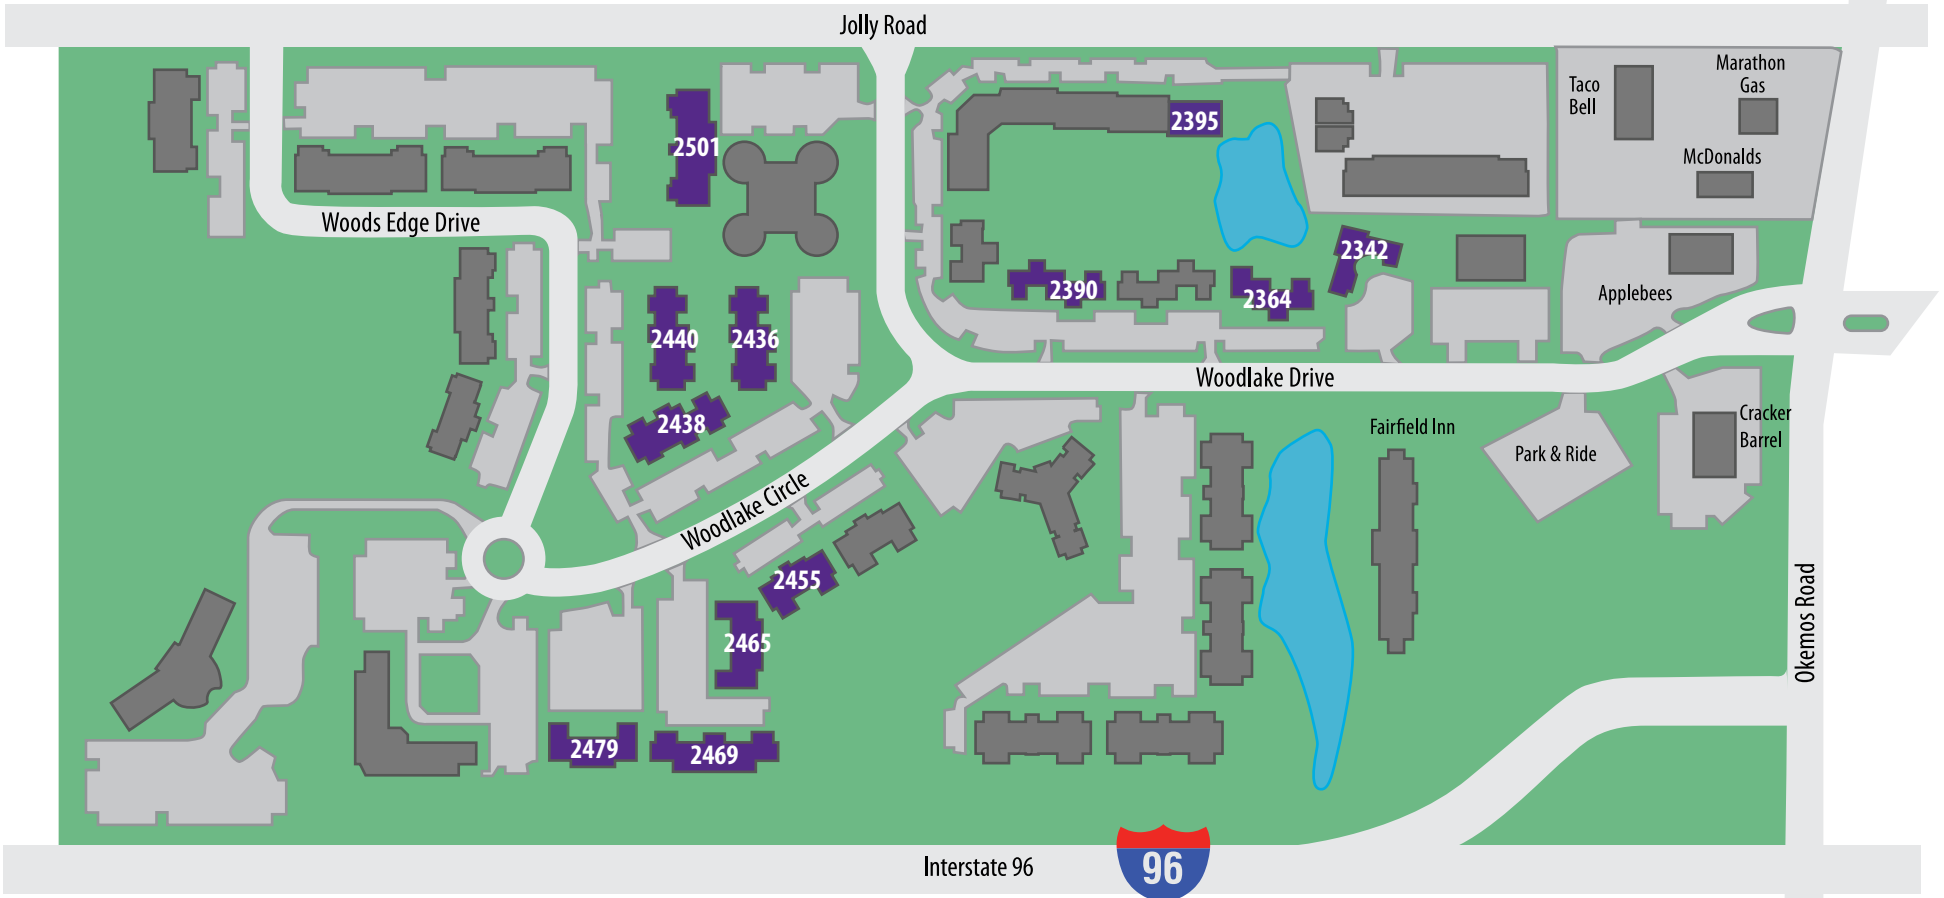 Jolly Road
Marathon
Gas
Taco
Bell
2395
2501
McDonalds
Woods Edge Drive
2342
2390
2364
Applebees
2440
2436
Woodlake Drive
2438
Cracker
Barrel
Fairfield Inn
Park & Ride
Woodlake Circle
2455
2465
Okemos Road
2479
2469
Interstate 96
96